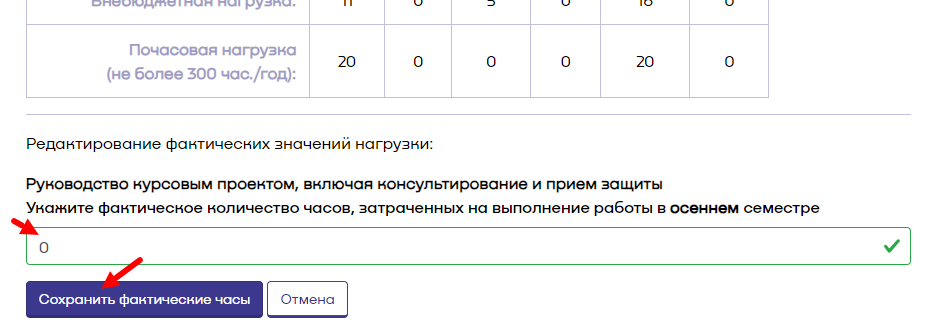 Внебюджетная нагрузка: 11 0 5 0 16 0
Почасовая нагрузка
(не более 300 час./год): 20 0 0 0 20 0
Редактирование фактических значений нагрузки:
Руководство курсовым проектом, включая консультирование и прием защиты
Укажите фактическое количество часов, затраченных на выполнение работы в осеннем семестре
0
Сохранить фактические часы Отмена